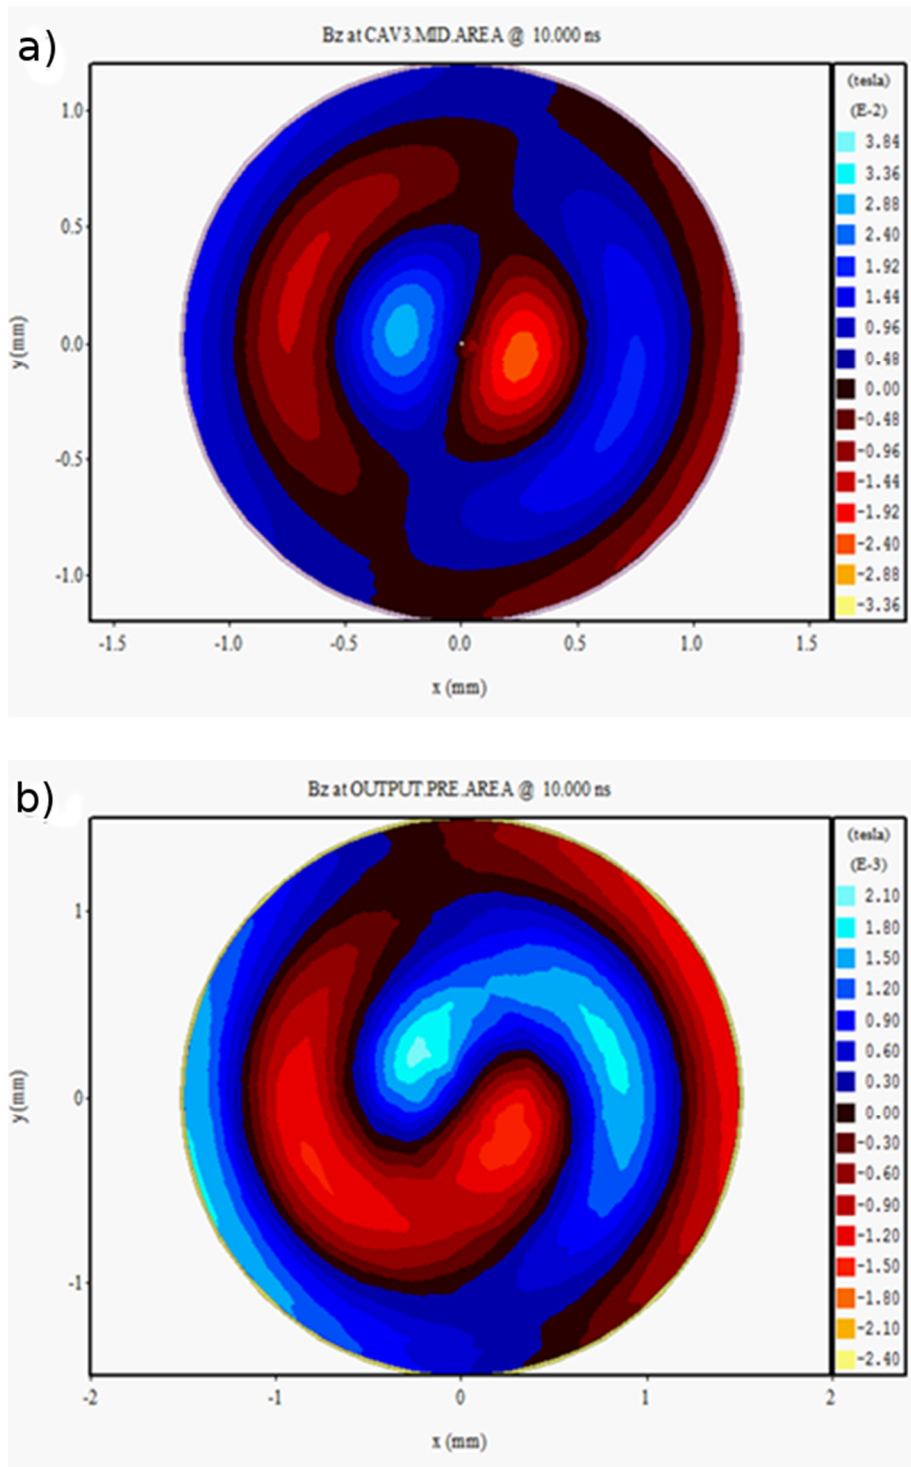 a)
Bz at CAV3.MID.AREA @ 10.000 ns
(tesla)
(E-2)
3.84
3.36
2.88
2.40
1.92
1.44
0.96
0.48
0.00
-0.48
-0.96
-1.44
-1.92
-2.40
-2.88
-3.36
1.0
0.5
0.0
-0.5
-1.0
y(mm)
-1.5 -1.0 -0.5 0.0 0.5 1.0 1.5
x (mm)
b)
Bz at OUTPUT.PRE.AREA @ 10.000 ns
(tesla)
(E-3)
2.10
1.80
1.50
1.20
0.90
0.60
0.30
0.00
-0.30
-0.60
-0.90
-1.20
-1.50
-1.80
-2.10
-2.40
1
0
-1
y(mm)
-2 -1 0 1 2
x (mm)